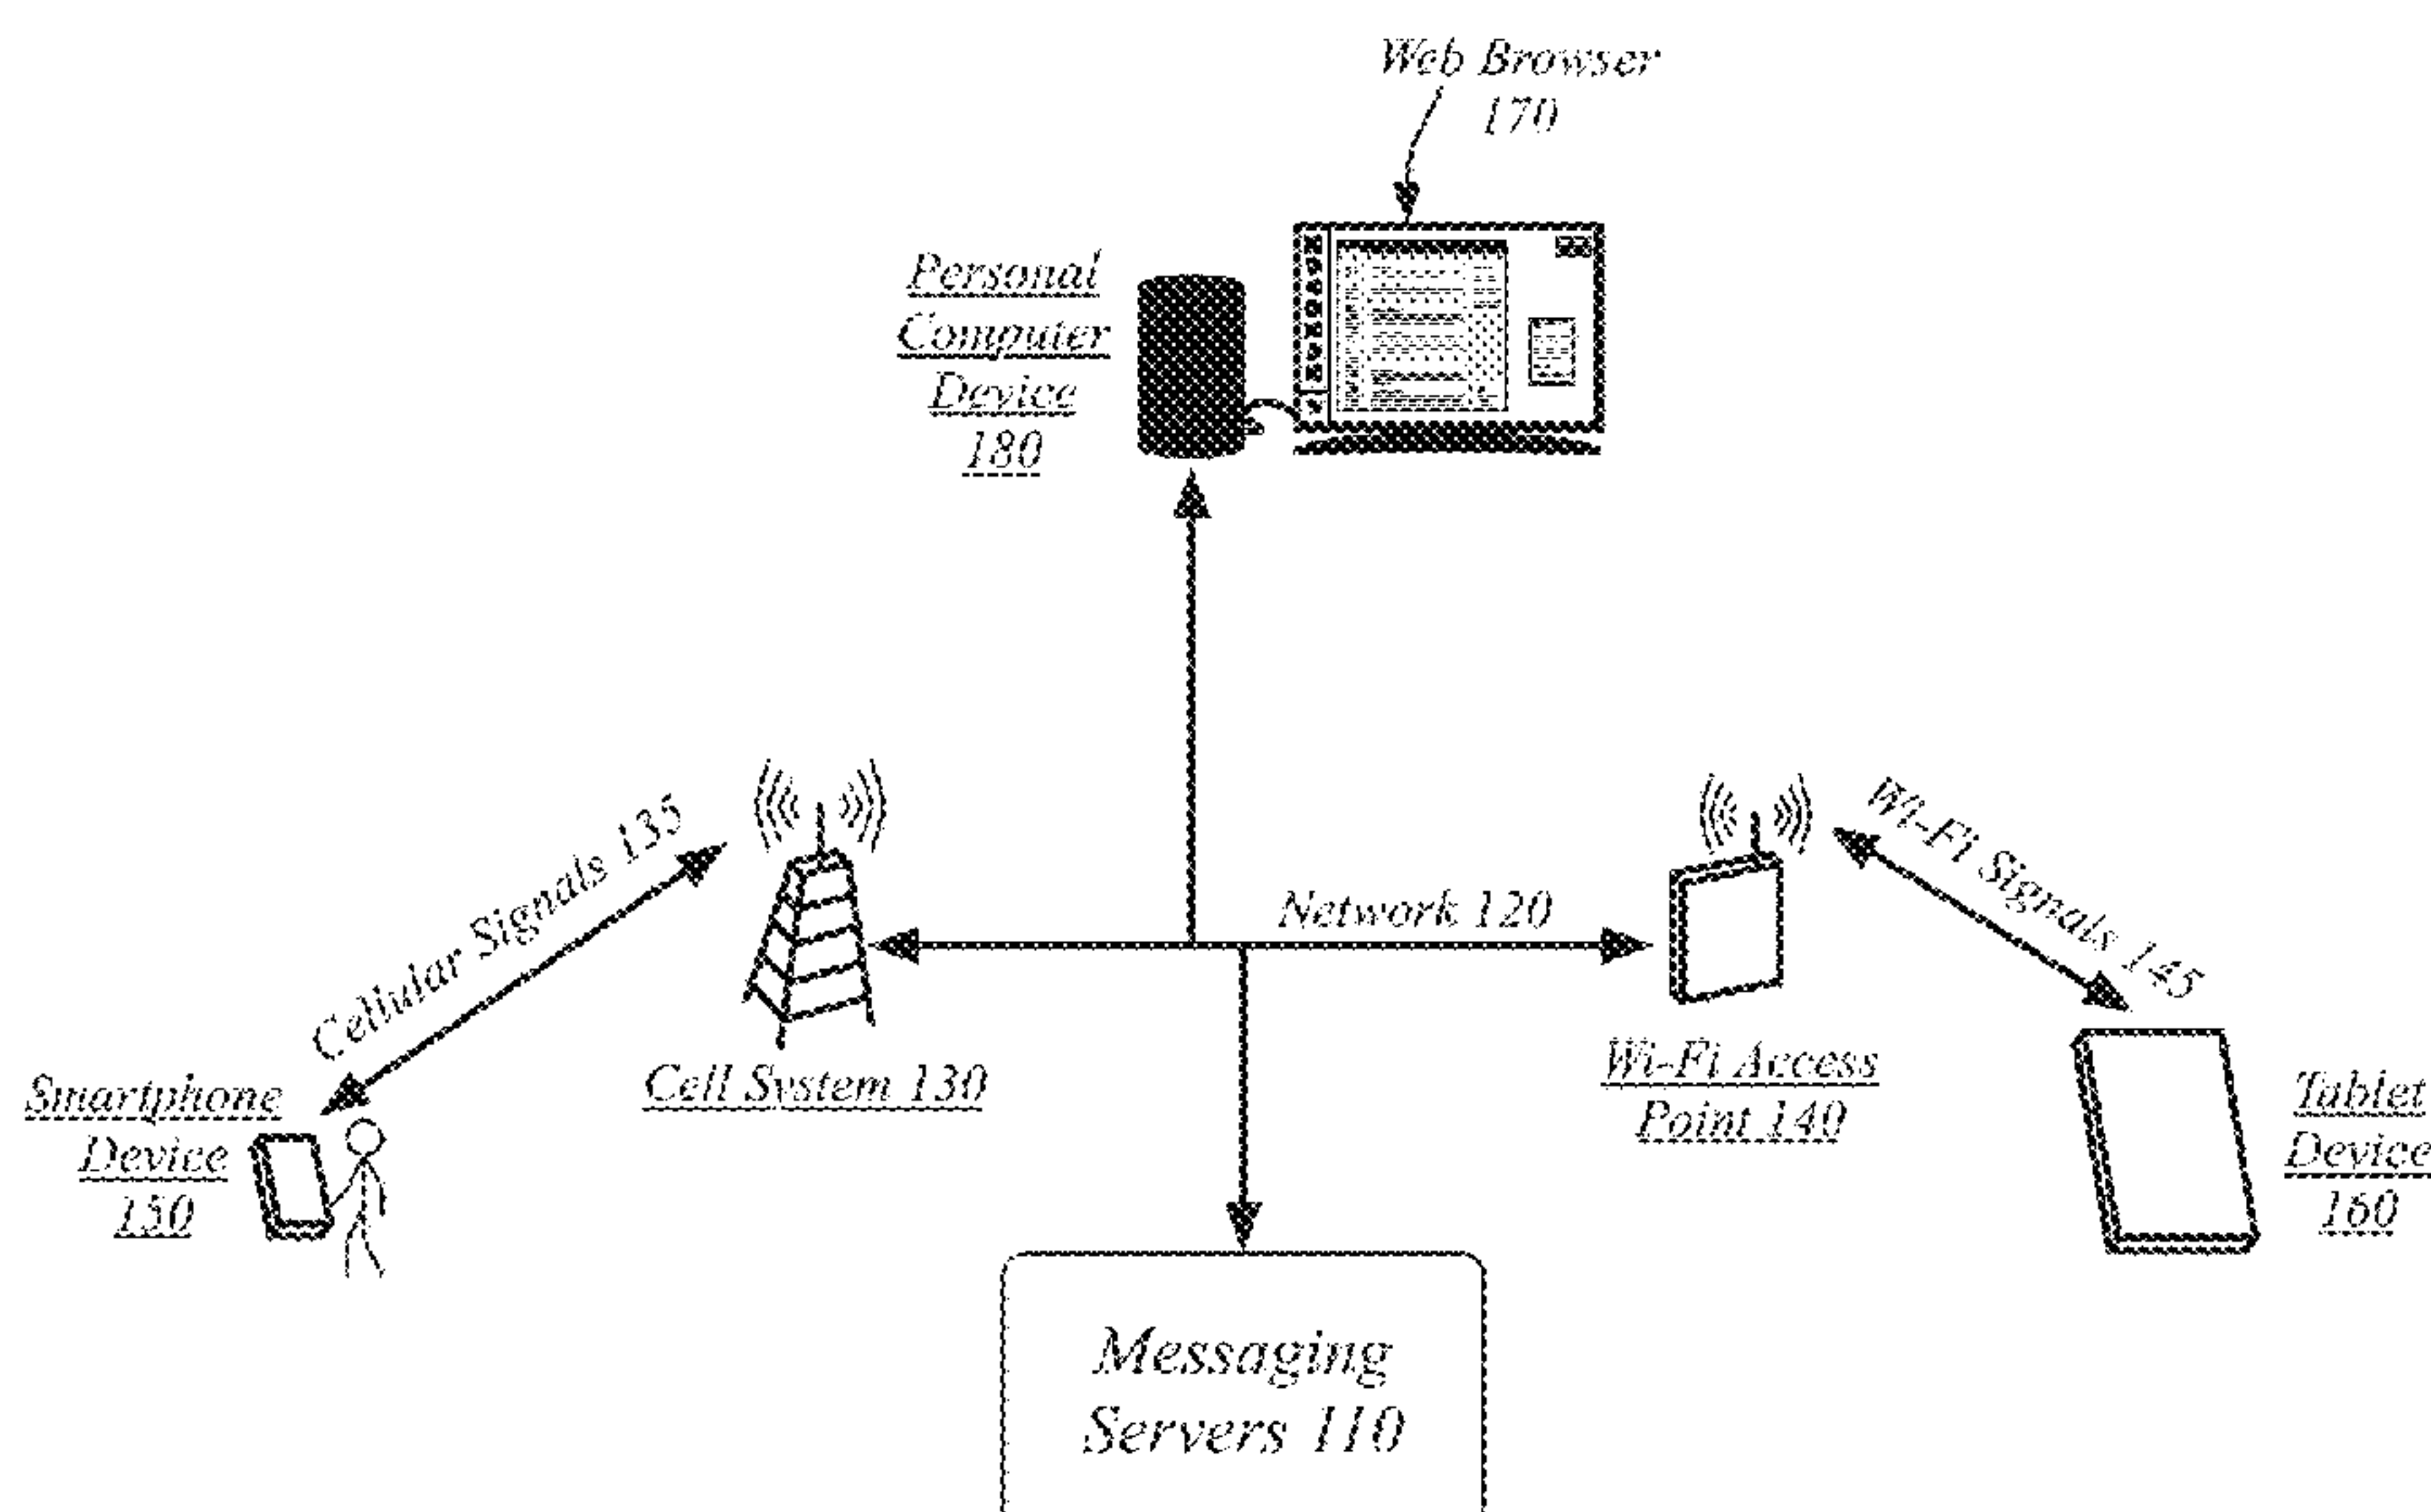 Web Browser
170
Personal
Computer
Device
180
Cellular Signals 135
Network 120
Wi-Fi Signals 145
Smartphone
Device
150
Cell System 130
Wi-Fi Access
Point 140
Tablet
Device
160
Messaging
Servers 110